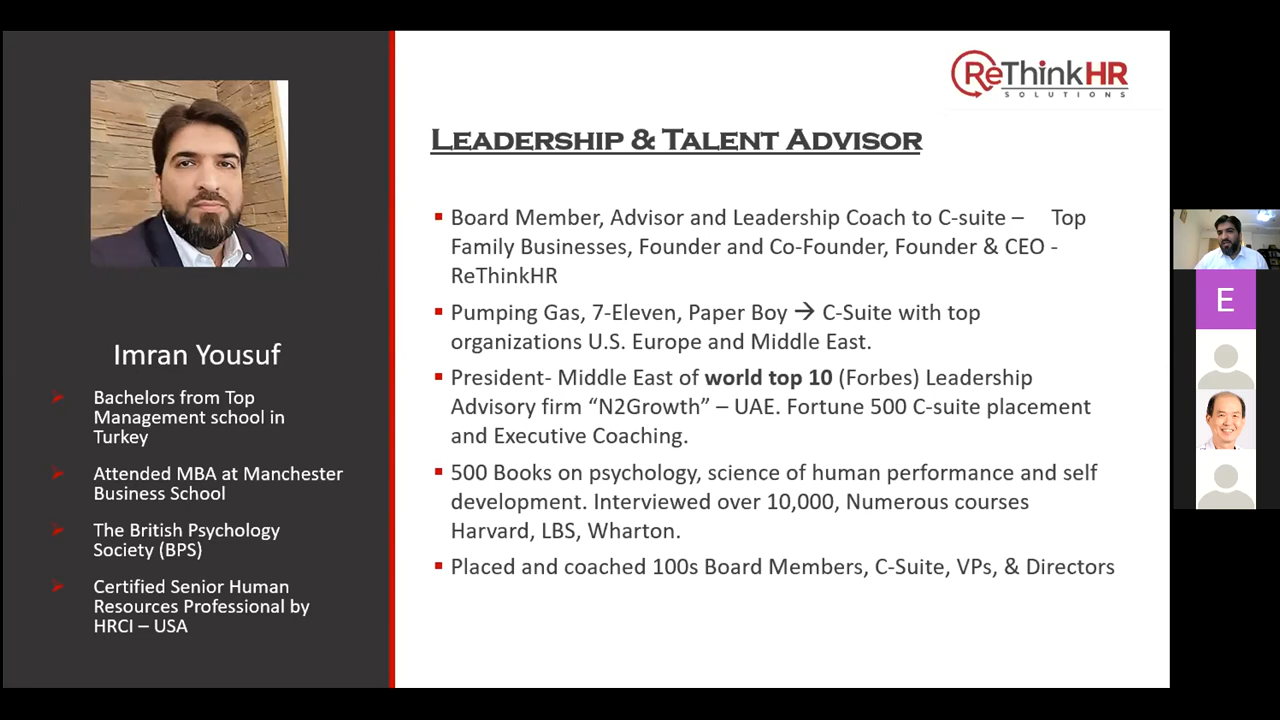 ReThinkHR
SOLUTIONS
LEADERSHIP & TALENT ADVISOR
Board Member, Advisor and Leadership Coach to C-suite – Top
Family Businesses, Founder and Co-Founder, Founder & CEO -
ReThinkHR
Pumping Gas, 7-Eleven, Paper Boy → C-Suite with top
organizations U.S. Europe and Middle East.
President- Middle East of world top 10 (Forbes) Leadership
Advisory firm “N2Growth” – UAE. Fortune 500 C-suite placement
and Executive Coaching.
500 Books on psychology, science of human performance and self
development. Interviewed over 10,000, Numerous courses
Harvard, LBS, Wharton.
Placed and coached 100s Board Members, C-Suite, VPs, & Directors
Imran Yousuf
Bachelors from Top
Management school in
Turkey
Attended MBA at Manchester
Business School
The British Psychology
Society (BPS)
Certified Senior Human
Resources Professional by
HRCI – USA
E